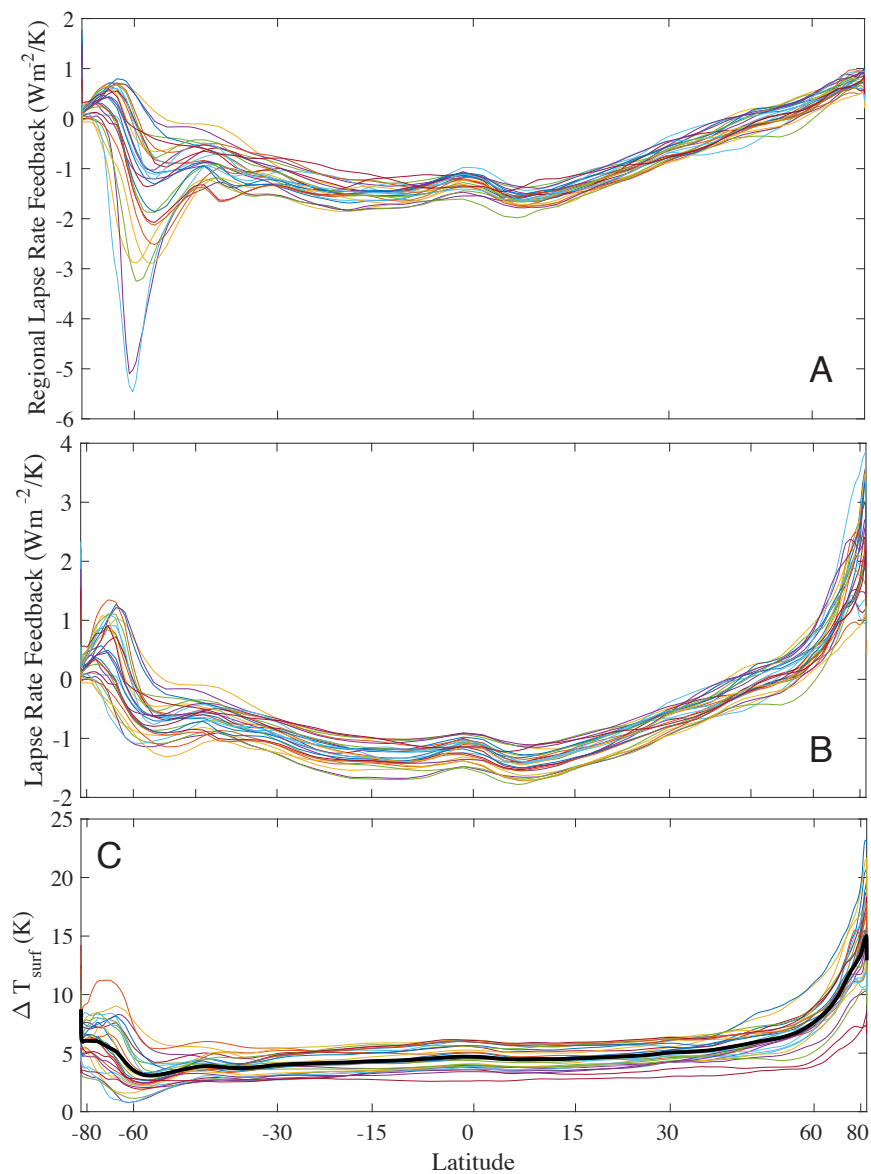 Regional Lapse Rate Feedback (Wm⁻²/K)
2
1
0
-1
-2
-3
-4
-5
-6
A
Lapse Rate Feedback (Wm⁻²/K)
4
3
2
1
0
-1
-2
B
Δ T_surf (K)
25
20
15
10
5
0
C
-80 -60 -30 -15 0 15 30 60 80
Latitude